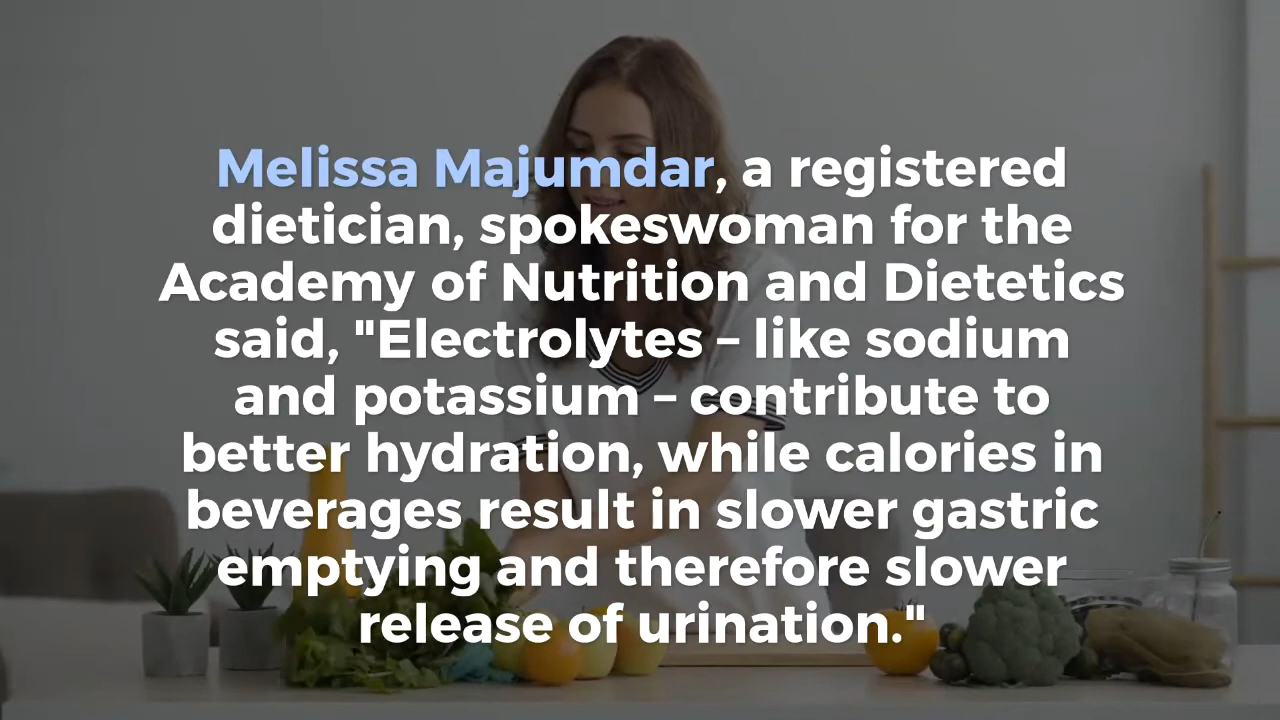 Melissa Majumdar, a registered
dietician, spokeswoman for the
Academy of Nutrition and Dietetics
said, "Electrolytes – like sodium
and potassium – contribute to
better hydration, while calories in
beverages result in slower gastric
emptying and therefore slower
release of urination."